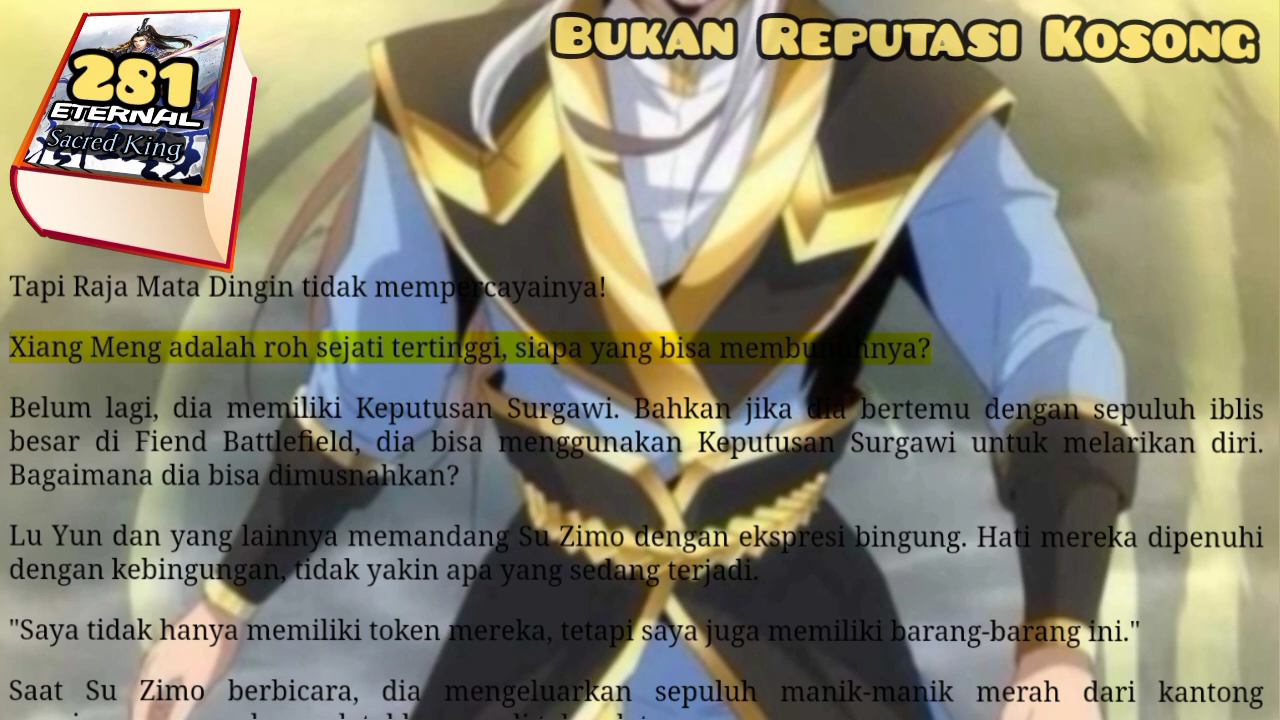 Bukan Reputasi Kosong
281
ETERNAL
Sacred King
Tapi Raja Mata Dingin tidak mempercayainya!
Xiang Meng adalah roh sejati tertinggi, siapa yang bisa membunuhnya?
Belum lagi, dia memiliki Keputusan Surgawi. Bahkan jika dia bertemu dengan sepuluh iblis
besar di Fiend Battlefield, dia bisa menggunakan Keputusan Surgawi untuk melarikan diri.
Bagaimana dia bisa dimusnahkan?
Lu Yun dan yang lainnya memandang Su Zimo dengan ekspresi bingung. Hati mereka dipenuhi
dengan kebingungan, tidak yakin apa yang sedang terjadi.
"Saya tidak hanya memiliki token mereka, tetapi saya juga memiliki barang-barang ini."
Saat Su Zimo berbicara, dia mengeluarkan sepuluh manik-manik merah dari kantong